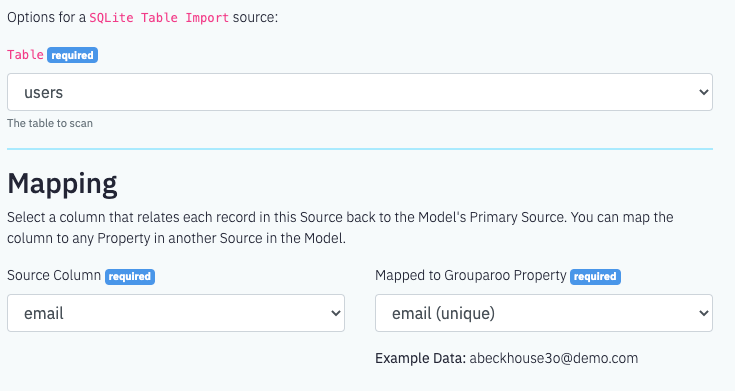 Options for a SQLite Table Import source:
Table required
users
The table to scan
Mapping
Select a column that relates each record in this Source back to the Model's Primary Source. You can map the
column to any Property in another Source in the Model.
Source Column required
Mapped to Grouparoo Property required
email
email (unique)
Example Data: abeckhouse3o@demo.com